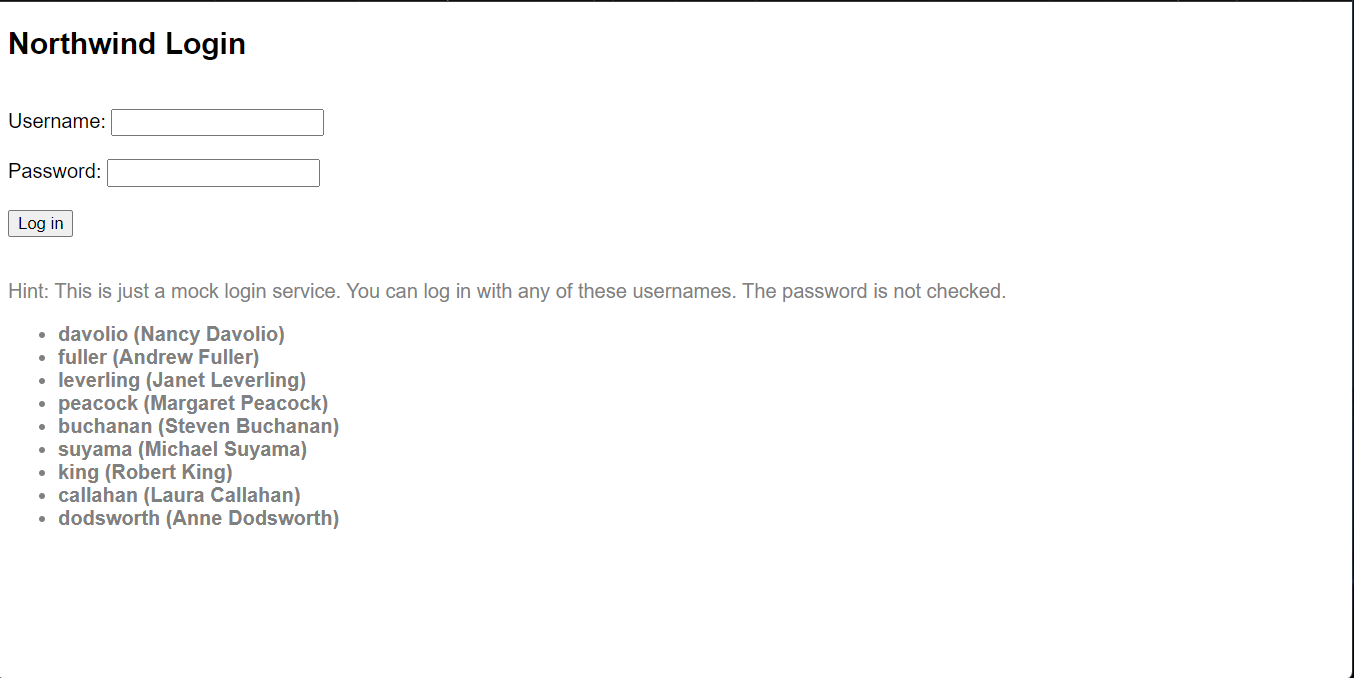 Northwind Login
Username:
Password:
Log in
Hint: This is just a mock login service. You can log in with any of these usernames. The password is not checked.
• davolio (Nancy Davolio)
• fuller (Andrew Fuller)
• leverling (Janet Leverling)
• peacock (Margaret Peacock)
• buchanan (Steven Buchanan)
• suyama (Michael Suyama)
• king (Robert King)
• callahan (Laura Callahan)
• dodsworth (Anne Dodsworth)